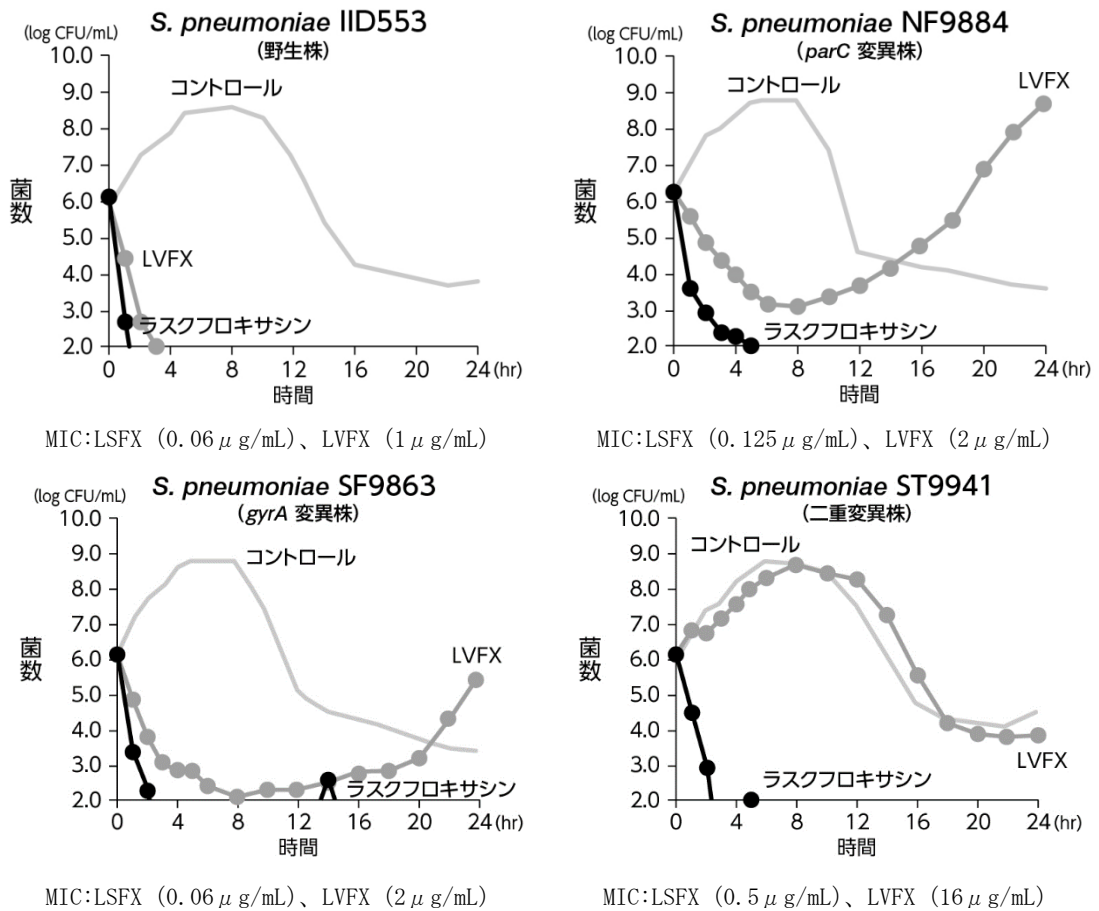 S. pneumoniae IID553
(野生株)
(log CFU/mL)
10.0
9.0
8.0
7.0
6.0
5.0
4.0
3.0
2.0
菌数
コントロール
LVFX
ラスクフロキサシン
0 4 8 12 16 20 24 (hr)
時間
MIC:LSFX (0.06μg/mL)、LVFX (1μg/mL)
S. pneumoniae NF9884
(parC 変異株)
(log CFU/mL)
10.0
9.0
8.0
7.0
6.0
5.0
4.0
3.0
2.0
菌数
コントロール
LVFX
ラスクフロキサシン
0 4 8 12 16 20 24 (hr)
時間
MIC:LSFX (0.125μg/mL)、LVFX (2μg/mL)
S. pneumoniae SF9863
(gyrA 変異株)
(log CFU/mL)
10.0
9.0
8.0
7.0
6.0
5.0
4.0
3.0
2.0
菌数
コントロール
LVFX
ラスクフロキサシン
0 4 8 12 16 20 24 (hr)
時間
MIC:LSFX (0.06μg/mL)、LVFX (2μg/mL)
S. pneumoniae ST9941
(二重変異株)
(log CFU/mL)
10.0
9.0
8.0
7.0
6.0
5.0
4.0
3.0
2.0
菌数
コントロール
ラスクフロキサシン
LVFX
0 4 8 12 16 20 24 (hr)
時間
MIC:LSFX (0.5μg/mL)、LVFX (16μg/mL)